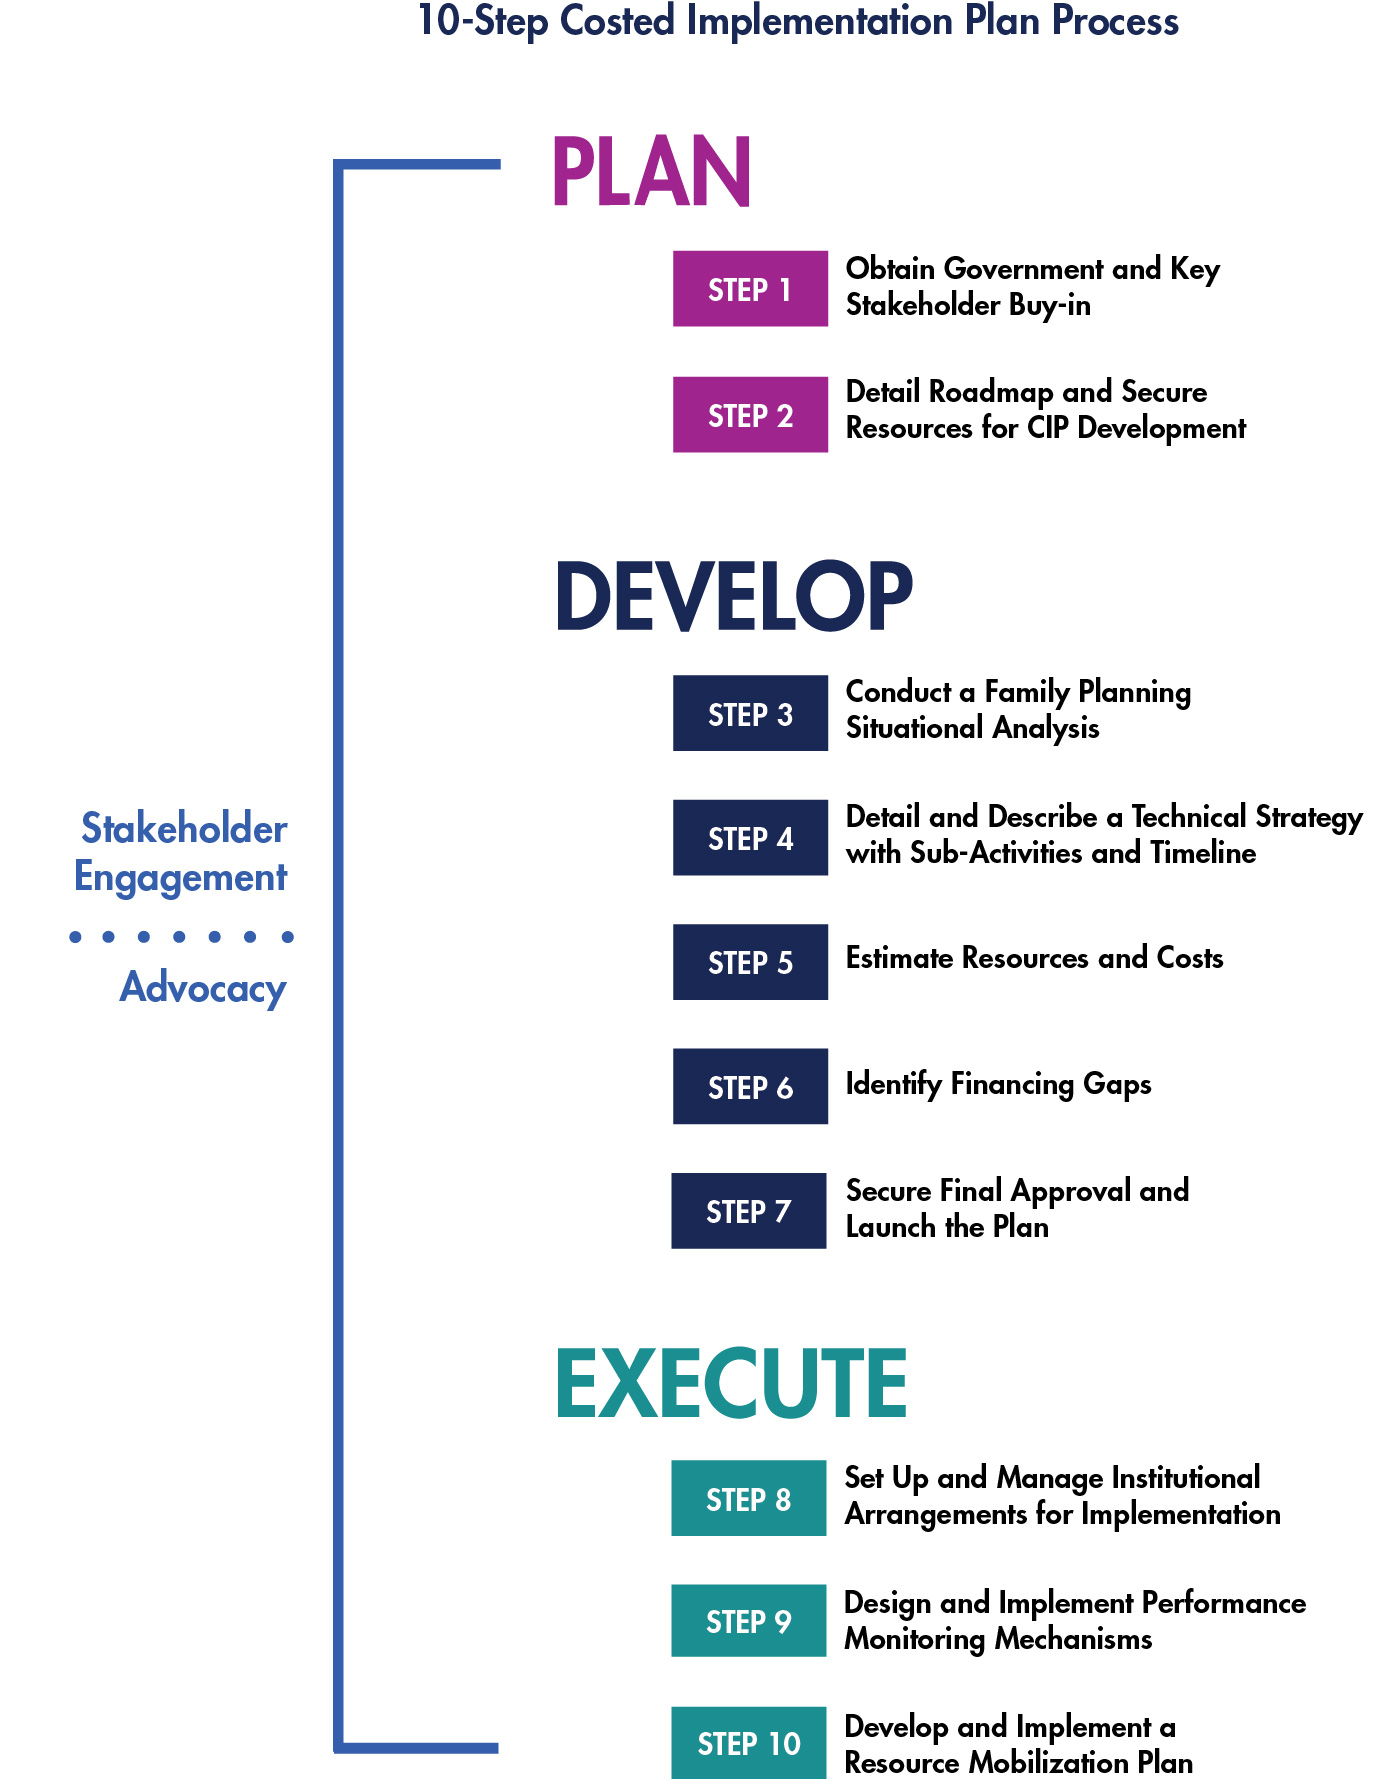 10-Step Costed Implementation Plan Process
PLAN
STEP 1
Obtain Government and Key
Stakeholder Buy-in
STEP 2
Detail Roadmap and Secure
Resources for CIP Development
DEVELOP
STEP 3
Conduct a Family Planning
Situational Analysis
STEP 4
Detail and Describe a Technical Strategy
with Sub-Activities and Timeline
Stakeholder
Engagement
Advocacy
STEP 5
Estimate Resources and Costs
STEP 6
Identify Financing Gaps
STEP 7
Secure Final Approval and
Launch the Plan
EXECUTE
STEP 8
Set Up and Manage Institutional
Arrangements for Implementation
STEP 9
Design and Implement Performance
Monitoring Mechanisms
STEP 10
Develop and Implement a
Resource Mobilization Plan